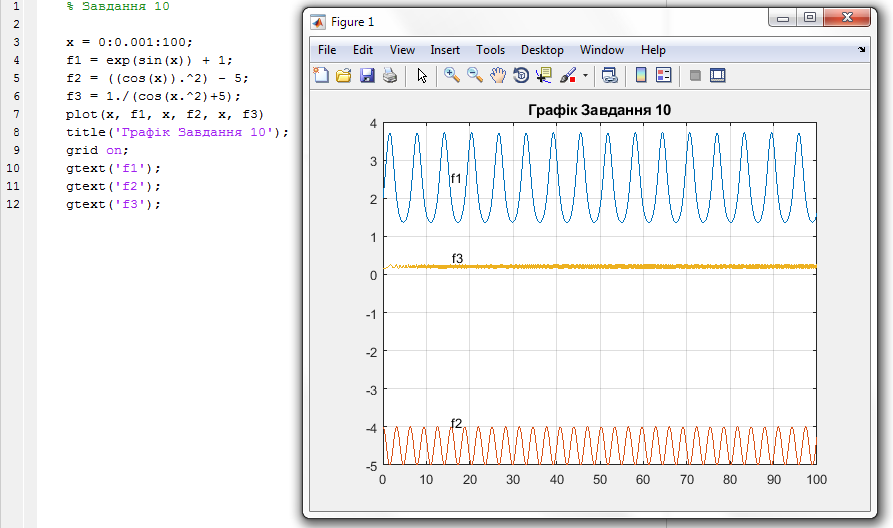 1 % Завдання 10
2
3 x = 0:0.001:100;
4 f1 = exp(sin(x)) + 1;
5 f2 = ((cos(x)).^2) - 5;
6 f3 = 1./(cos(x.^2)+5);
7 plot(x, f1, x, f2, x, f3)
8 title('Графік Завдання 10');
9 grid on;
10 gtext('f1');
11 gtext('f2');
12 gtext('f3');
Figure 1
File Edit View Insert Tools Desktop Window Help
Графік Завдання 10
4
3
f1
2
1
f3
0
-1
-2
-3
f2
-4
-5
0 10 20 30 40 50 60 70 80 90 100